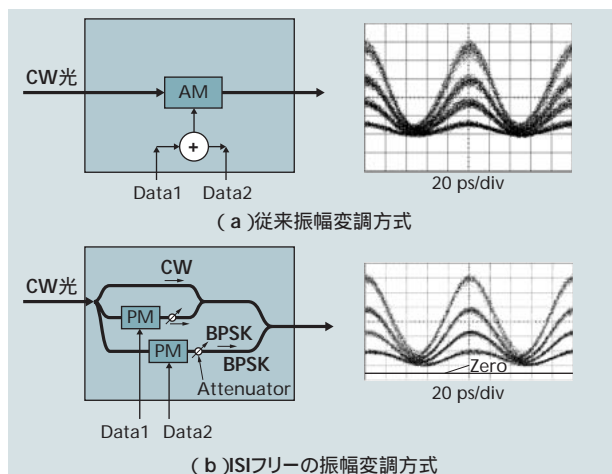 CW光
AM
+
Data1 Data2
20 ps/div
(a)従来振幅変調方式
CW
CW光
PM
BPSK
PM
BPSK
Attenuator
Zero
Data1 Data2
20 ps/div
(b)ISIフリーの振幅変調方式